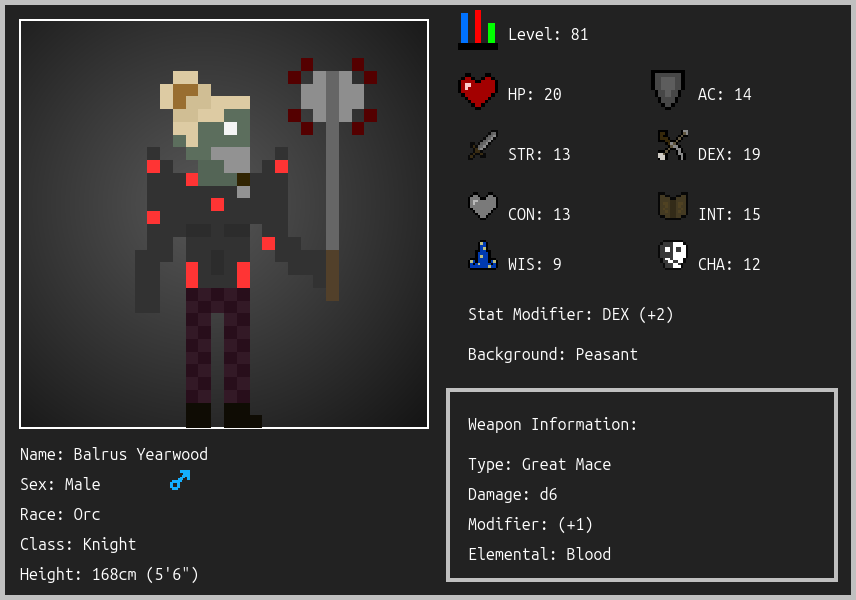 Level: 81
HP: 20
AC: 14
STR: 13
DEX: 19
CON: 13
INT: 15
WIS: 9
CHA: 12
Stat Modifier: DEX (+2)
Background: Peasant
Weapon Information:
Type: Great Mace
Damage: d6
Modifier: (+1)
Elemental: Blood
Name: Balrus Yearwood
Sex: Male
Race: Orc
Class: Knight
Height: 168cm (5'6")